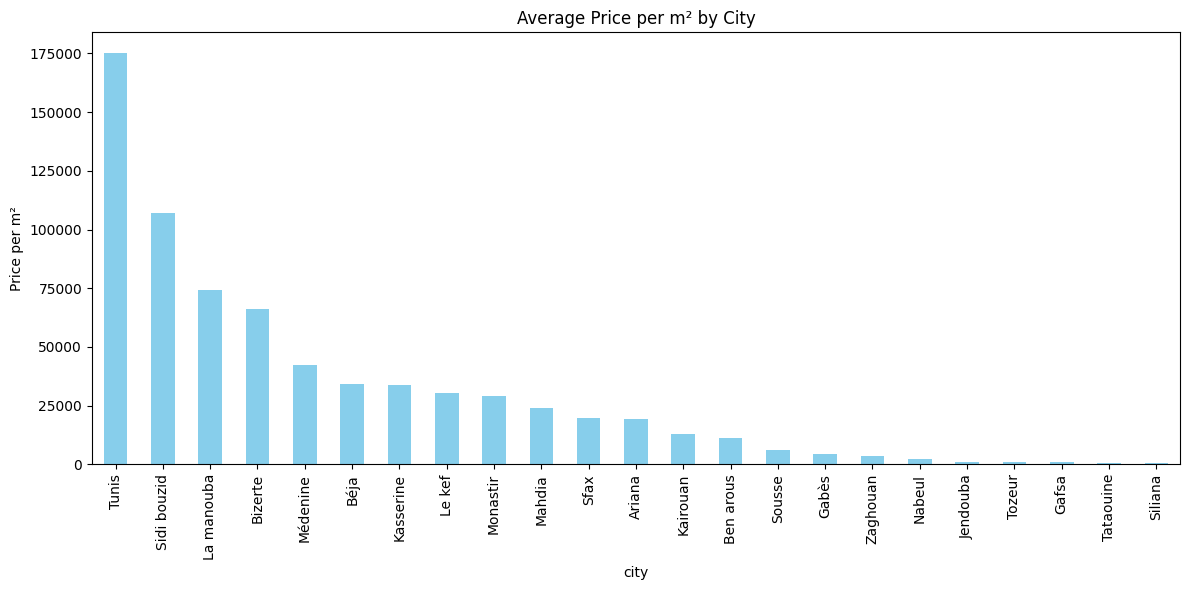 Average Price per m² by City
Price per m²
175000
150000
125000
100000
75000
50000
25000
0
Tunis
Sidi bouzid
La manouba
Bizerte
Médenine
Béja
Kasserine
Le kef
Monastir
Mahdia
Sfax
Ariana
Kairouan
Ben arous
Sousse
Gabès
Zaghouan
Nabeul
Jendouba
Tozeur
Gafsa
Tataouine
Siliana
city